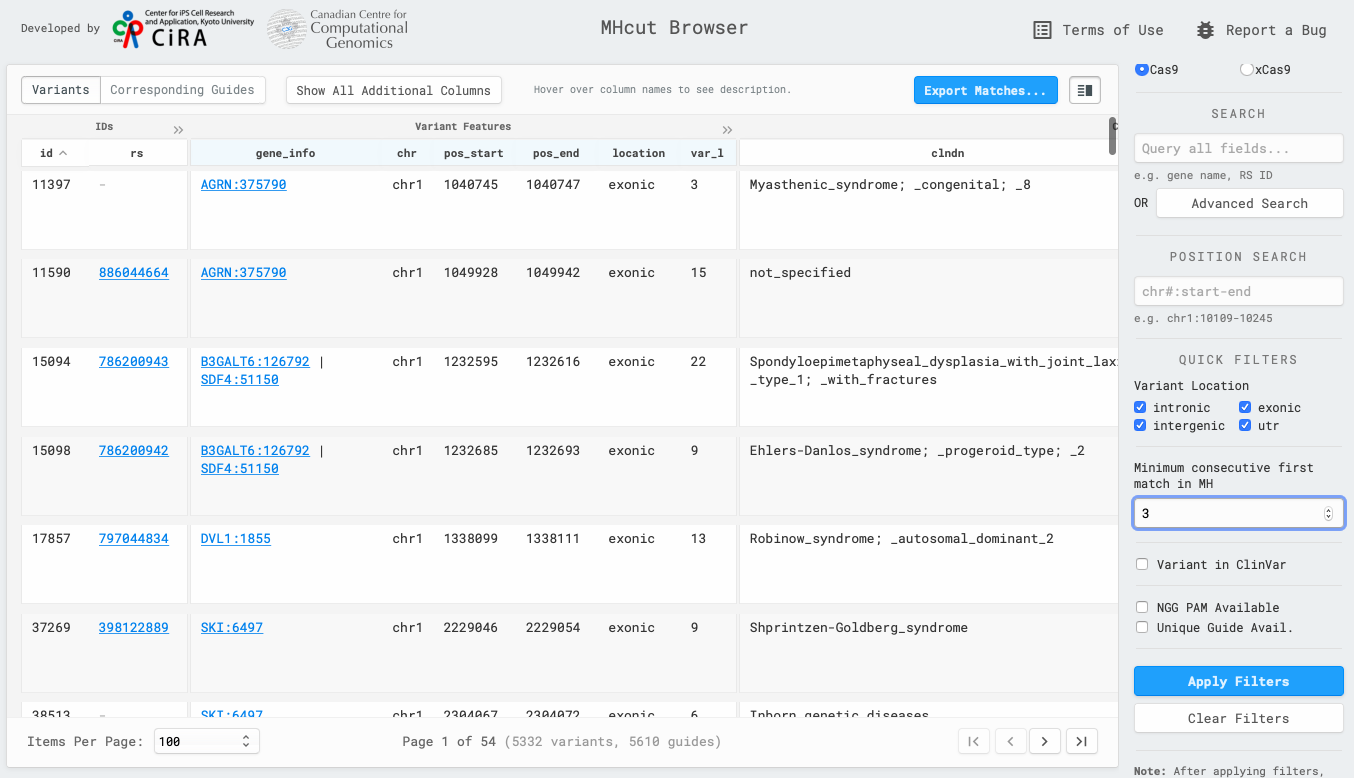 Developed by
Center for iPS Cell Research
and Application, Kyoto University
CiRA
CiRA
Canadian Centre for
Computational
Genomics
MHcut Browser
Terms of Use
Report a Bug
Variants Corresponding Guides
Show All Additional Columns
Hover over column names to see description.
Export Matches...
IDs Variant Features
id rs gene_info chr pos_start pos_end location var_l clndn
11397 - AGRN:375790 chr1 1040745 1040747 exonic 3 Myasthenic_syndrome; _congenital; _8
11590 886044664 AGRN:375790 chr1 1049928 1049942 exonic 15 not_specified
15094 786200943 B3GALT6:126792 | chr1 1232595 1232616 exonic 22 Spondyloepimetaphyseal_dysplasia_with_joint_lax
SDF4:51150 _type_1; _with_fractures
15098 786200942 B3GALT6:126792 | chr1 1232685 1232693 exonic 9 Ehlers-Danlos_syndrome; _progeroid_type; _2
SDF4:51150
17857 797044834 DVL1:1855 chr1 1338099 1338111 exonic 13 Robinow_syndrome; _autosomal_dominant_2
37269 398122889 SKI:6497 chr1 2229046 2229054 exonic 9 Shprintzen-Goldberg_syndrome
38513 - SKI:6497 chr1 2304067 2304072 exonic 6 Inborn_genetic_diseases
Items Per Page: 100
Page 1 of 54 (5332 variants, 5610 guides)
Cas9 xCas9
SEARCH
Query all fields...
e.g. gene name, RS ID
OR Advanced Search
POSITION SEARCH
chr#:start-end
e.g. chr1:10109-10245
QUICK FILTERS
Variant Location
intronic exonic
intergenic utr
Minimum consecutive first
match in MH
3
Variant in ClinVar
NGG PAM Available
Unique Guide Avail.
Apply Filters
Clear Filters
Note: After applying filters,